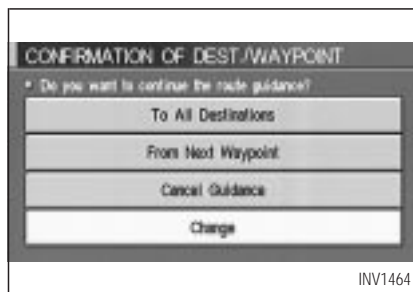 CONFIRMATION OF DEST./WAYPOINT
• Do you want to continue the route guidance?
To All Destinations
From Next Waypoint
Cancel Guidance
Change
INV1464